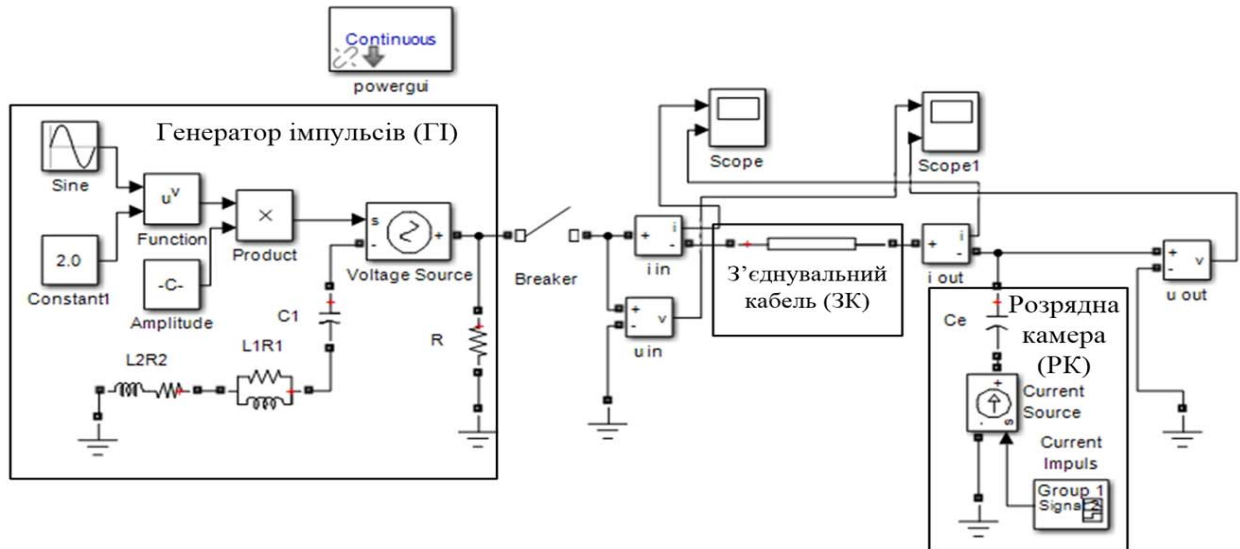 Continuous
powergui
Генератор імпульсів (ГІ)
Sine
u^v
Function
×
Product
2.0
Constant1
-C-
Amplitude
s
-
+
Voltage Source
C1
R
L1R1
L2R2
Breaker
+
-
i
i in
+
-
v
u in
Scope
Scope1
З’єднувальний
кабель (ЗК)
+
-
i
i out
+
-
v
u out
Розрядна
камера
(РК)
Ce
+
-
s
Current
Source
Current
Impuls
Group 1
Signal 2